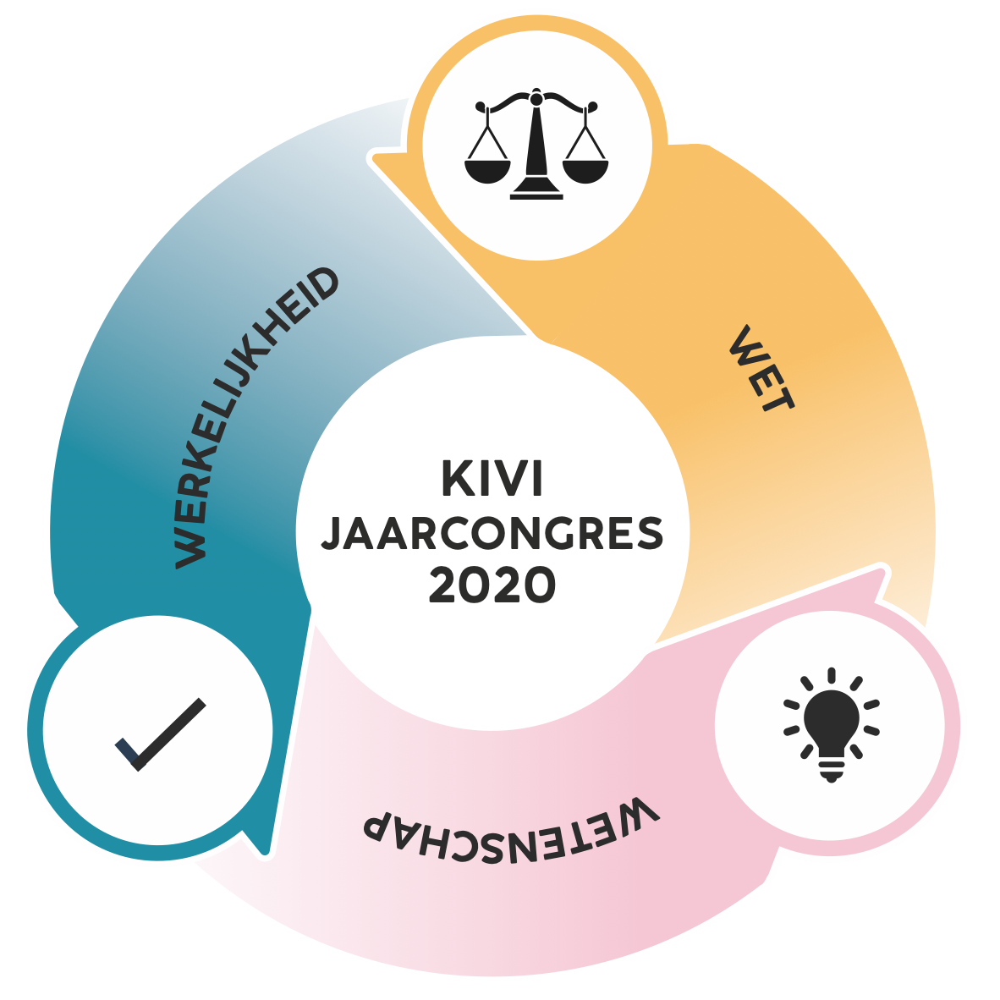 WET
WERKELIJKHEID
KIVI
JAARCONGRES
2020
WETENSCHAP